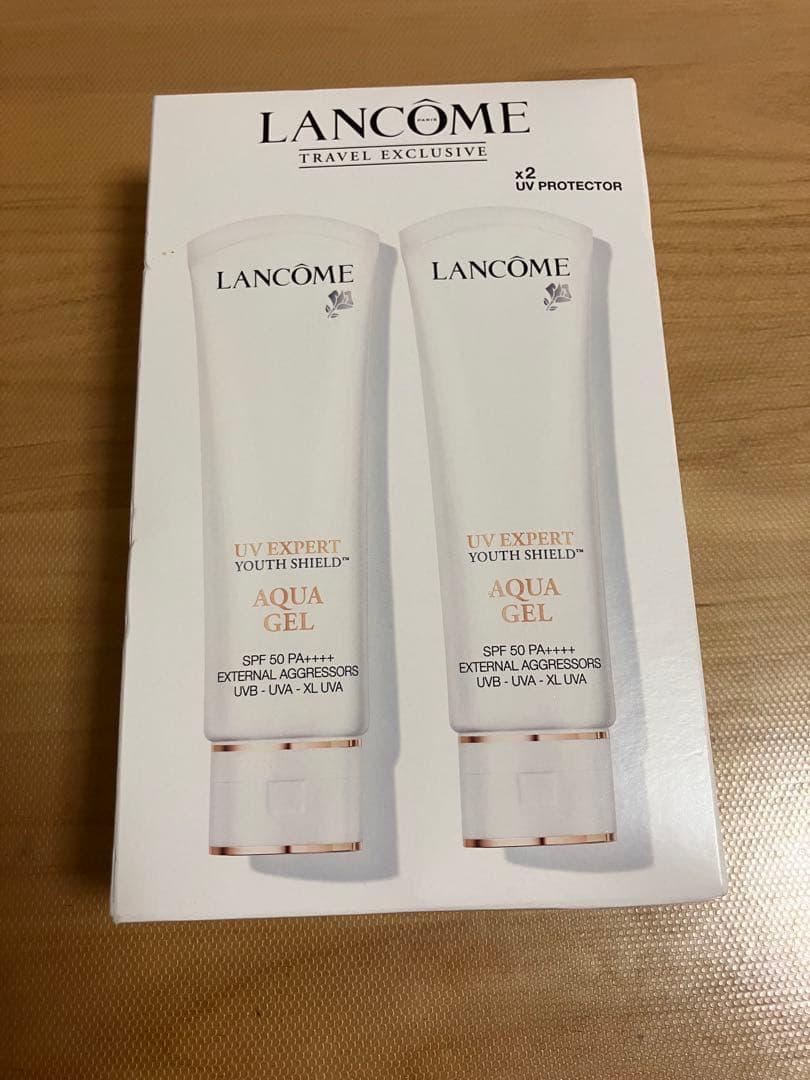 LANCÔME
PARIS
TRAVEL EXCLUSIVE
x2
UV PROTECTOR
LANCÔME
UV EXPERT
YOUTH SHIELD™
AQUA
GEL
SPF 50 PA++++
EXTERNAL AGGRESSORS
UVB - UVA - XL UVA
LANCÔME
UV EXPERT
YOUTH SHIELD™
AQUA
GEL
SPF 50 PA++++
EXTERNAL AGGRESSORS
UVB - UVA - XL UVA